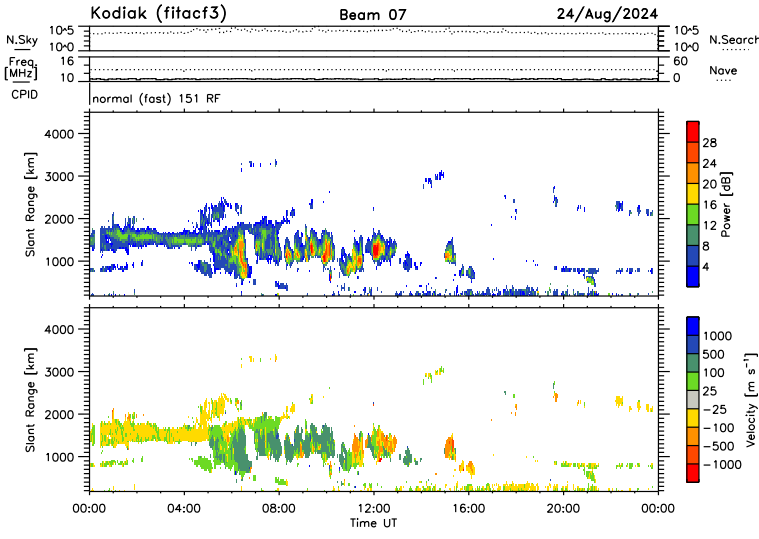 Kodiak (fitacf3) Beam 07 24/Aug/2024
N.Sky 10^5 10^0 10^5 10^0 N.Search
Freq. [MHz] 16 10 60 0 Nave
CPID normal (fast) 151 RF
Slant Range [km] 4000 3000 2000 1000
28 24 20 16 12 8 4 Power [dB]
Slant Range [km] 4000 3000 2000 1000
1000 500 100 25 -25 -100 -500 -1000 Velocity [m s⁻¹]
00:00 04:00 08:00 12:00 16:00 20:00 00:00
Time UT